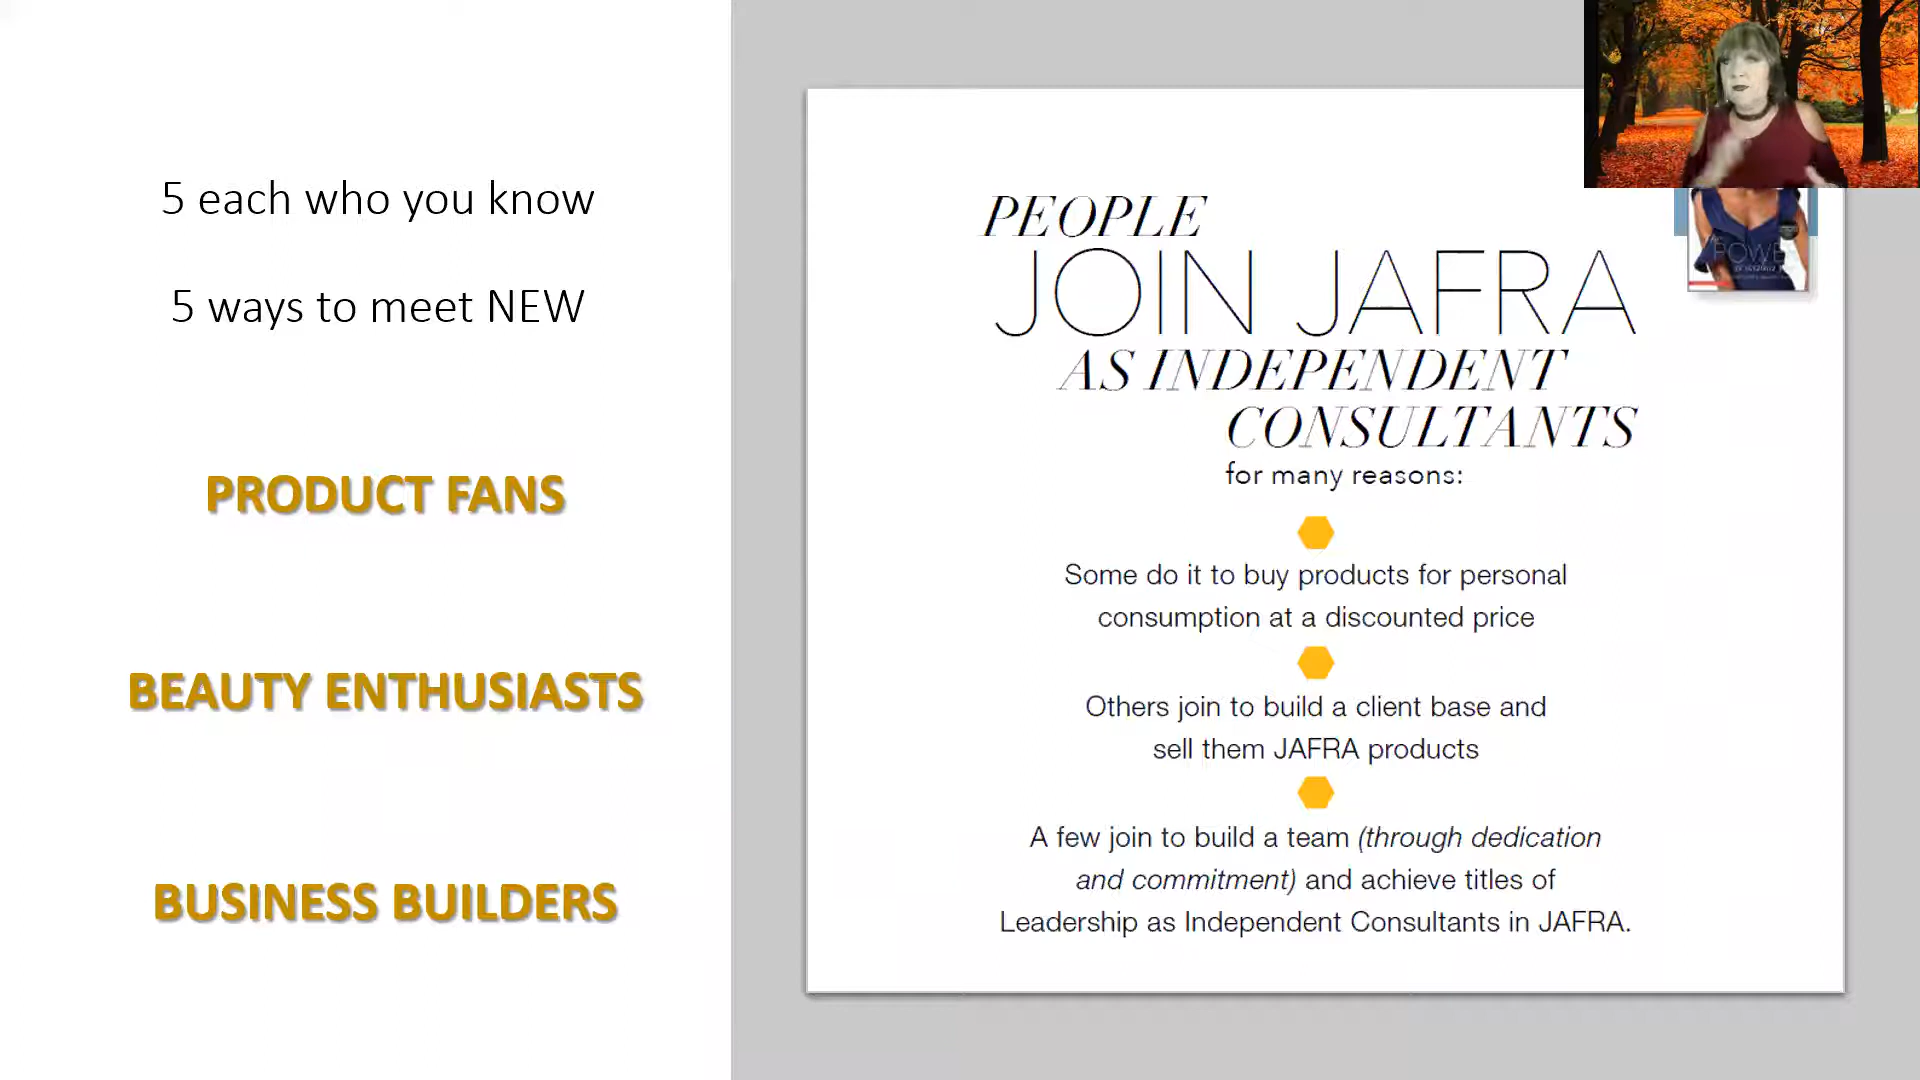 5 each who you know
5 ways to meet NEW
PRODUCT FANS
BEAUTY ENTHUSIASTS
BUSINESS BUILDERS
PEOPLE
JOIN JAFRA
AS INDEPENDENT
CONSULTANTS
for many reasons:
Some do it to buy products for personal
consumption at a discounted price
Others join to build a client base and
sell them JAFRA products
A few join to build a team (through dedication
and commitment) and achieve titles of
Leadership as Independent Consultants in JAFRA.